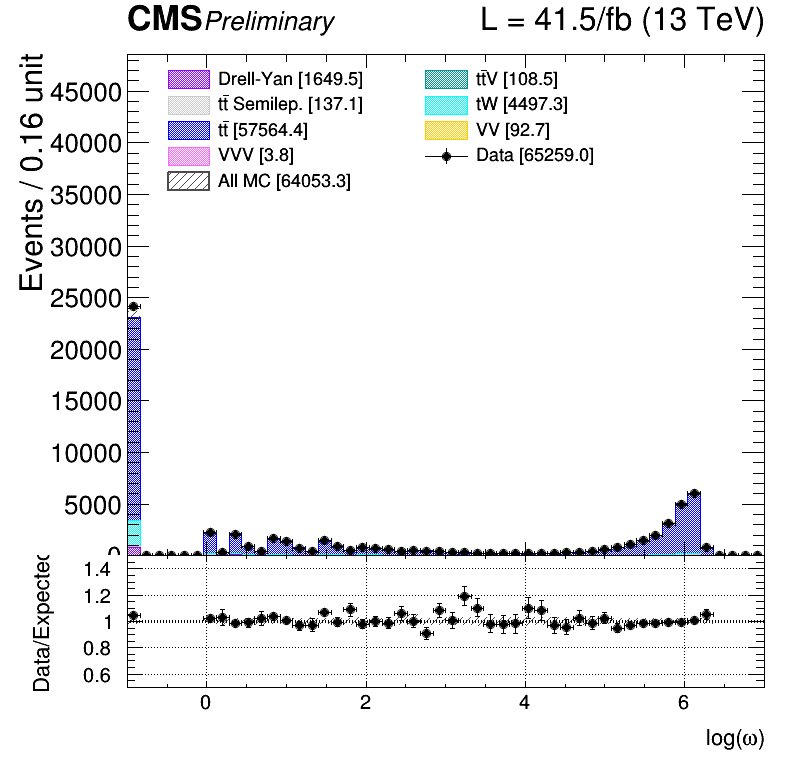 CMS Preliminary L = 41.5/fb (13 TeV)
Events / 0.16 unit
Drell-Yan [1649.5]
tt̄ Semilep. [137.1]
tt̄ [57564.4]
VVV [3.8]
All MC [64053.3]
tt̄V [108.5]
tW [4497.3]
VV [92.7]
Data [65259.0]
45000
40000
35000
30000
25000
20000
15000
10000
5000
0
Data/Expected
1.4
1.2
1
0.8
0.6
0 2 4 6
log(ω)